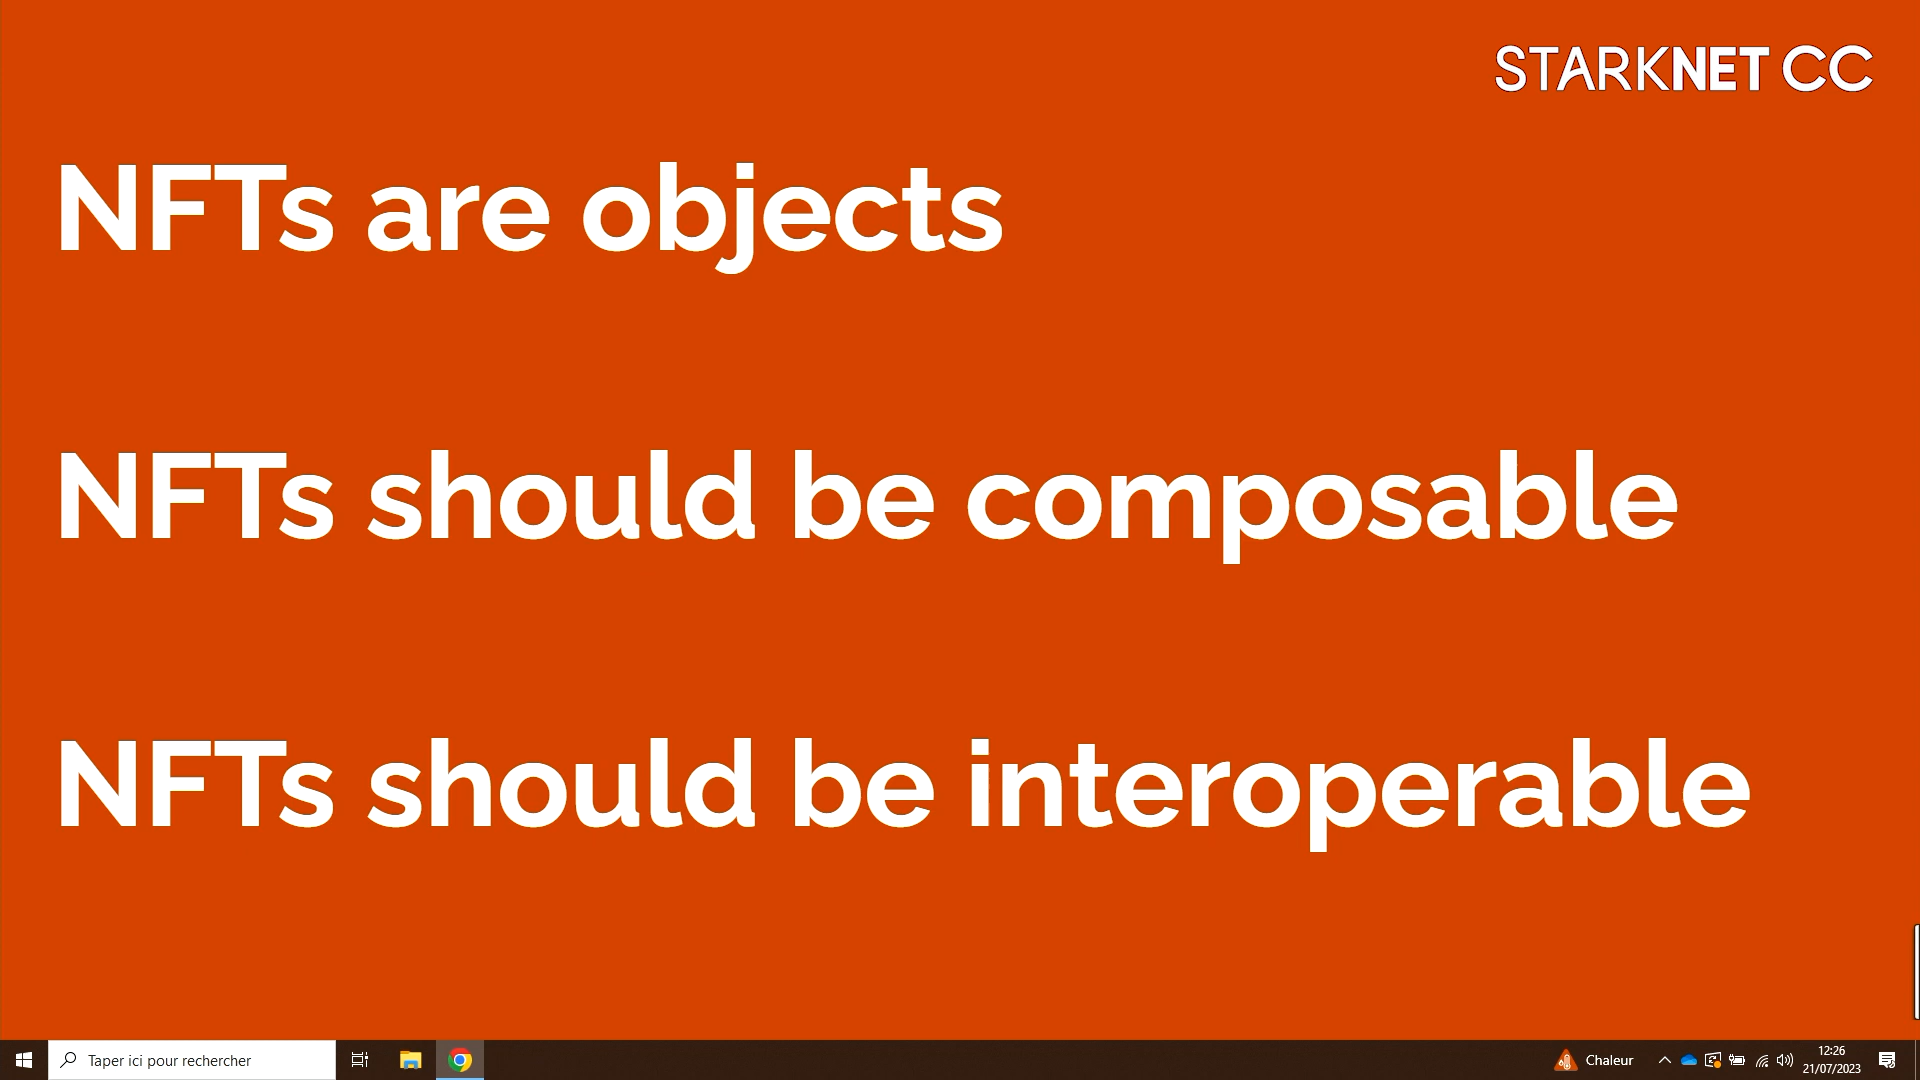 STARKNET CC
NFTs are objects
NFTs should be composable
NFTs should be interoperable
Taper ici pour rechercher
Chaleur
12:26
21/07/2023